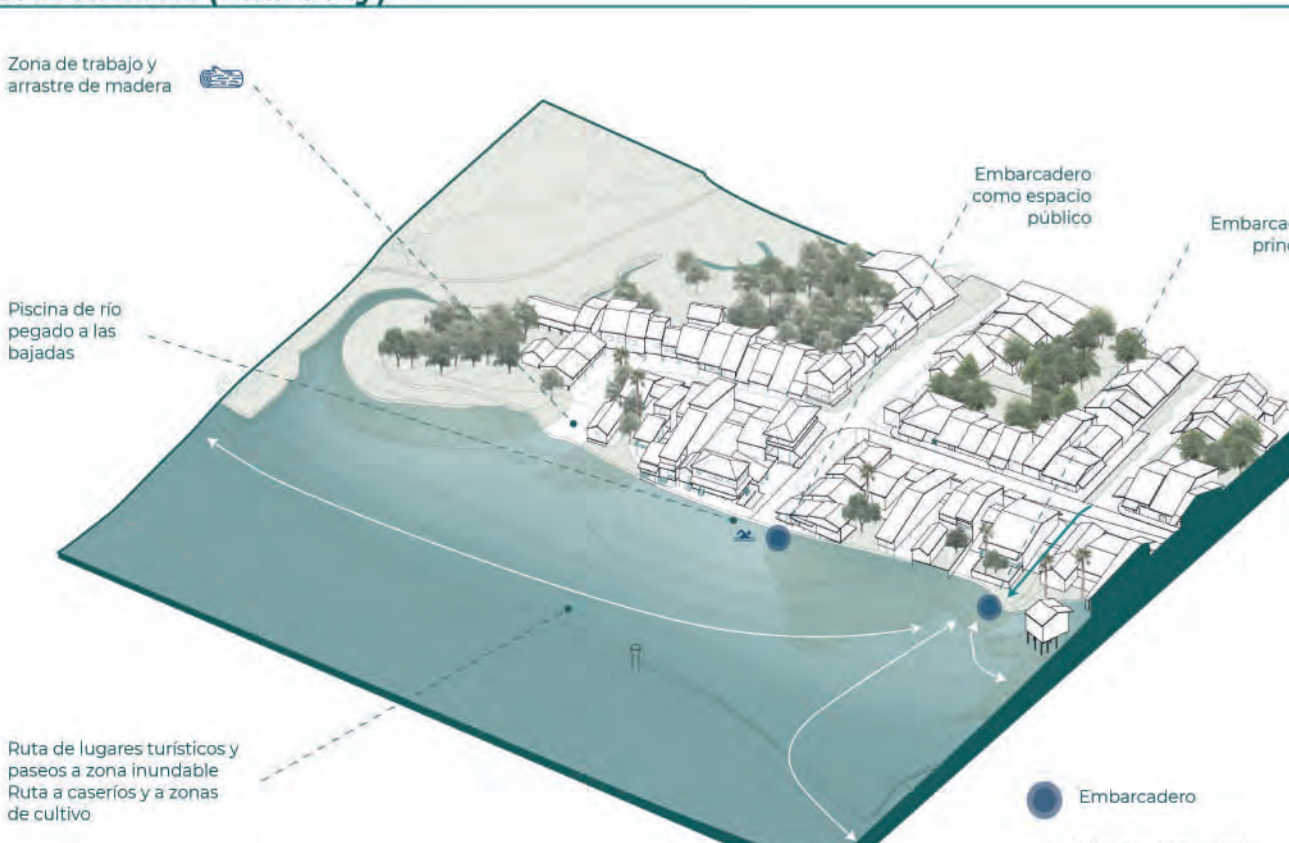 Zona de trabajo y
arrastre de madera
Embarcadero
como espacio
público
Piscina de río
pegado a las
bajadas
Ruta de lugares turísticos y
paseos a zona inundable
Ruta a caseríos y a zonas
de cultivo
Embarcadero